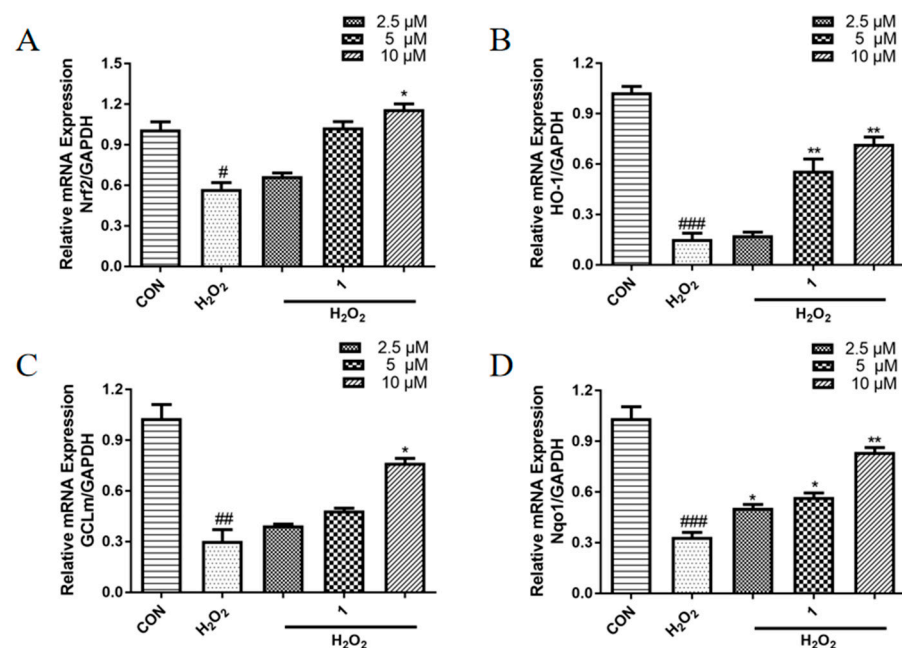 A
2.5 µM
5 µM
10 µM
Relative mRNA Expression
Nrf2/GAPDH
1.5
1.2
0.9
0.6
0.3
0.0
#
*
CON
H₂O₂
1
H₂O₂
B
2.5 µM
5 µM
10 µM
Relative mRNA Expression
HO-1/GAPDH
1.2
0.9
0.6
0.3
0.0
###
**
**
CON
H₂O₂
1
H₂O₂
C
2.5 µM
5 µM
10 µM
Relative mRNA Expression
GCLm/GAPDH
1.2
0.9
0.6
0.3
0.0
##
*
CON
H₂O₂
1
H₂O₂
D
2.5 µM
5 µM
10 µM
Relative mRNA Expression
Nqo1/GAPDH
1.2
0.9
0.6
0.3
0.0
###
*
*
**
CON
H₂O₂
1
H₂O₂